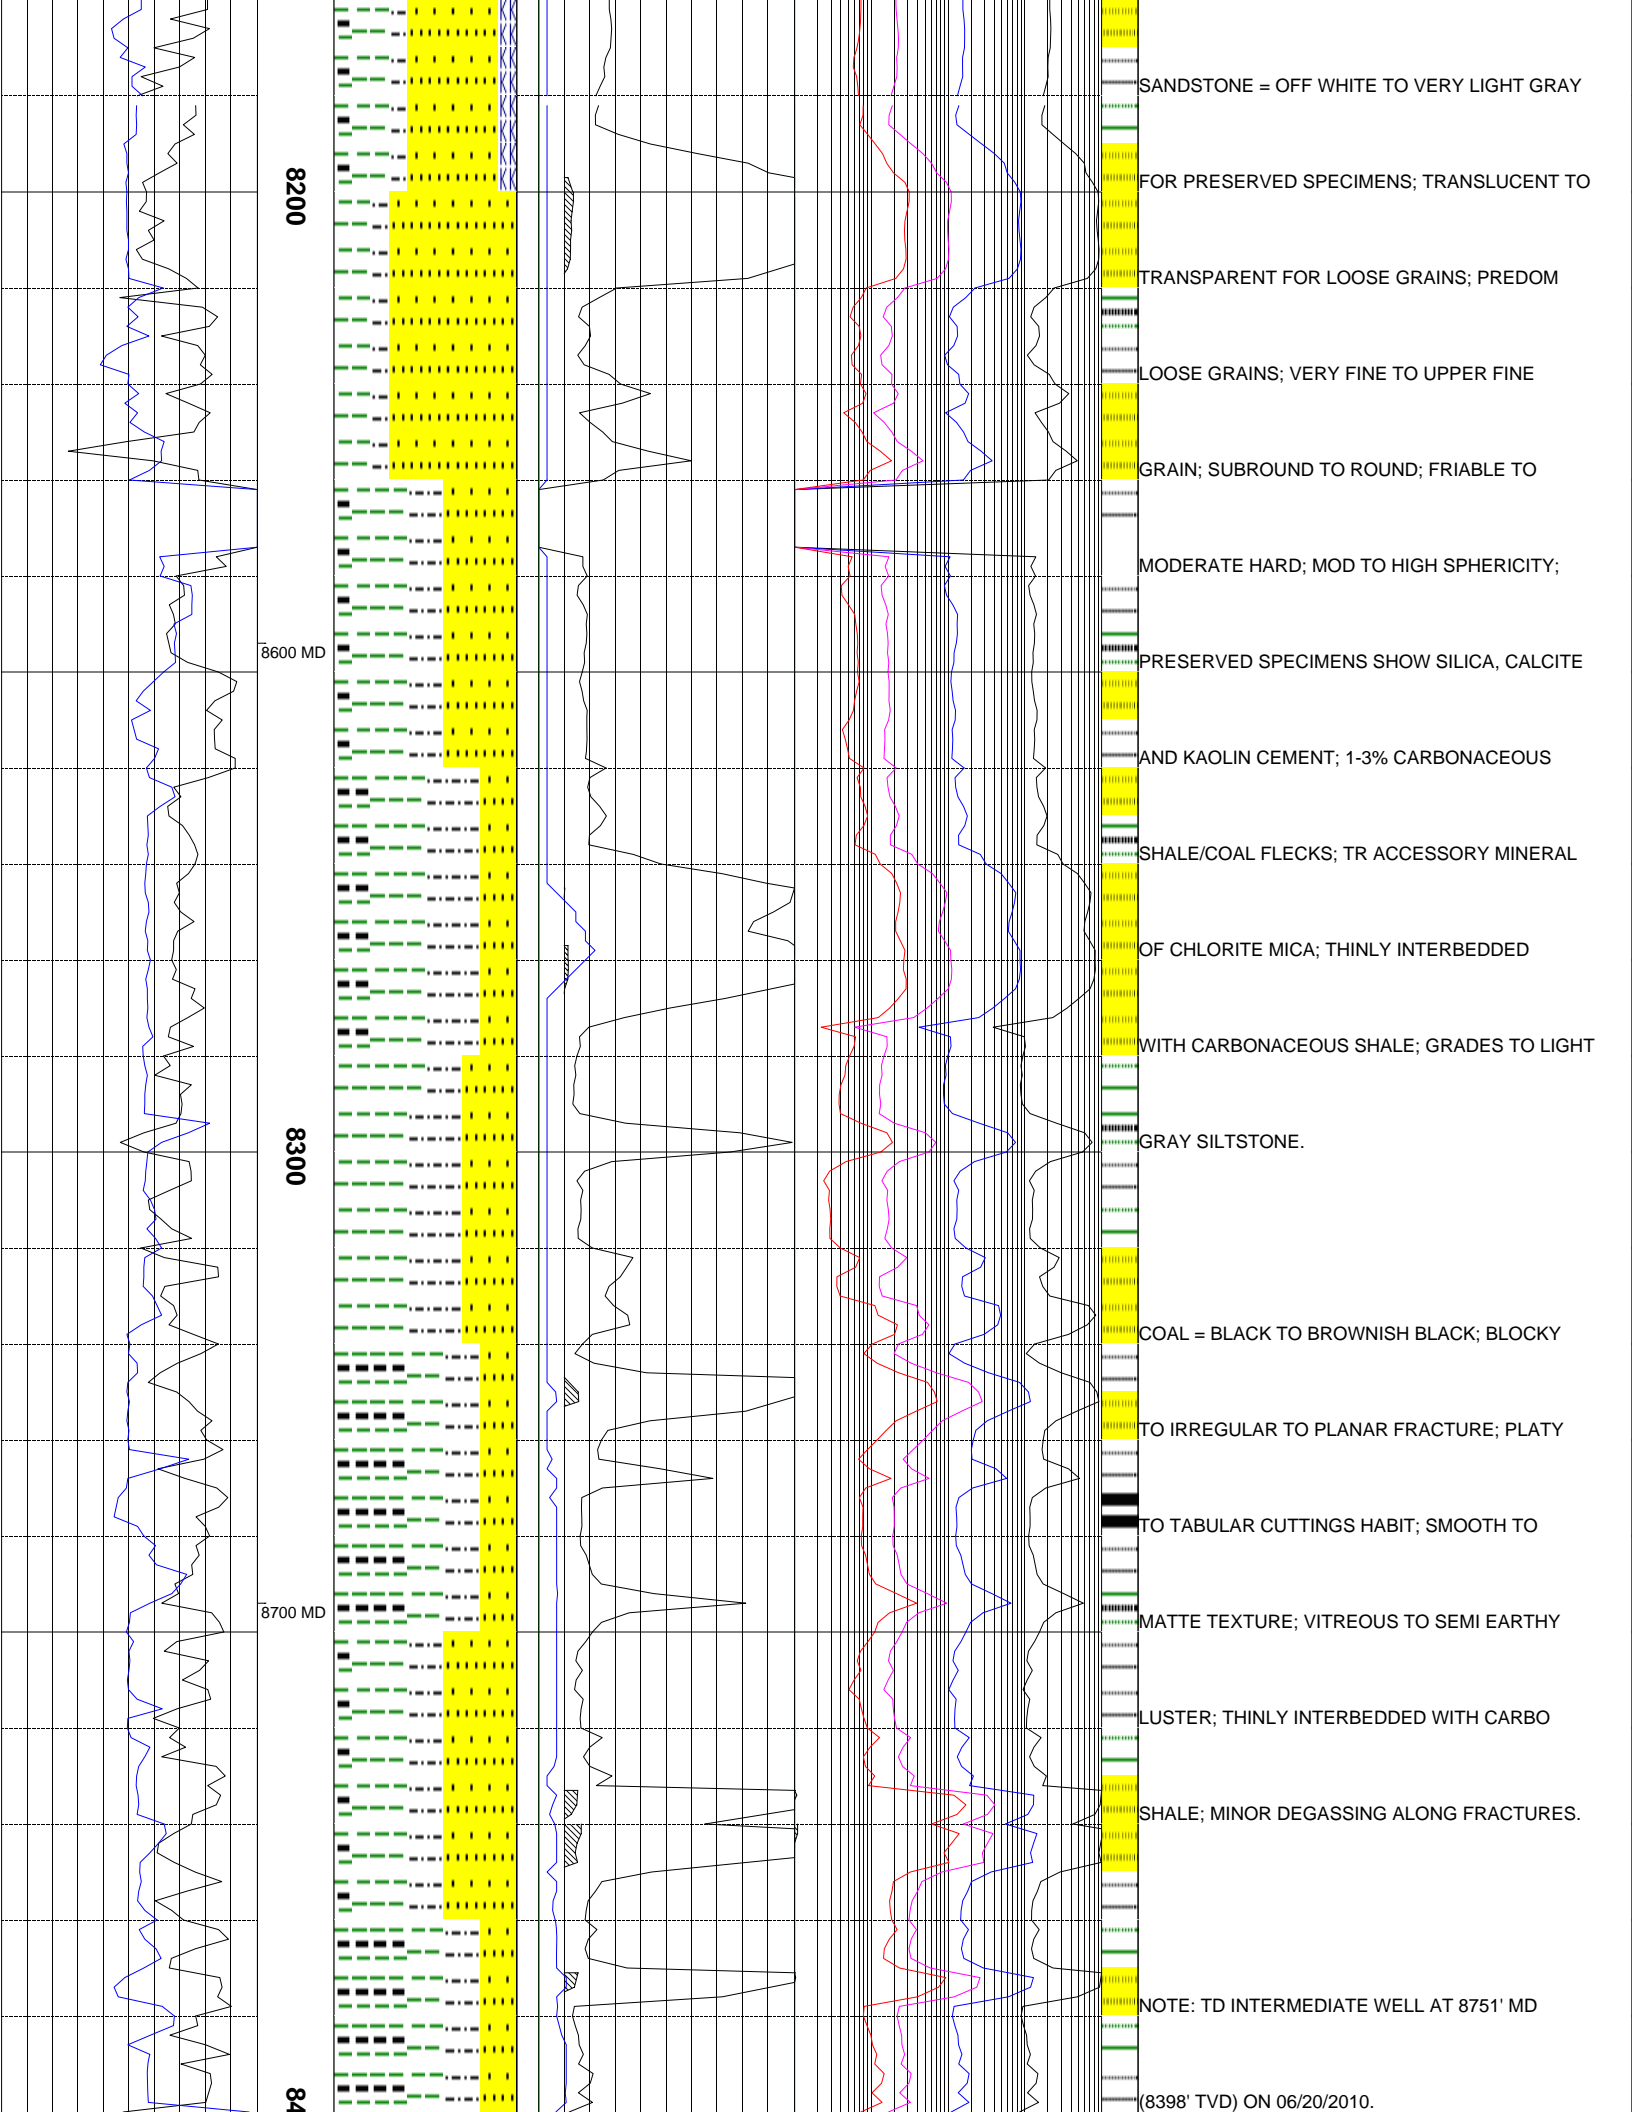 SANDSTONE = OFF WHITE TO VERY LIGHT GRAY
8200
FOR PRESERVED SPECIMENS; TRANSLUCENT TO
TRANSPARENT FOR LOOSE GRAINS; PREDOM
LOOSE GRAINS; VERY FINE TO UPPER FINE
GRAIN; SUBROUND TO ROUND; FRIABLE TO
MODERATE HARD; MOD TO HIGH SPHERICITY;
8600 MD
PRESERVED SPECIMENS SHOW SILICA, CALCITE
AND KAOLIN CEMENT; 1-3% CARBONACEOUS
SHALE/COAL FLECKS; TR ACCESSORY MINERAL
OF CHLORITE MICA; THINLY INTERBEDDED
WITH CARBONACEOUS SHALE; GRADES TO LIGHT
8300
GRAY SILTSTONE.
COAL = BLACK TO BROWNISH BLACK; BLOCKY
TO IRREGULAR TO PLANAR FRACTURE; PLATY
TO TABULAR CUTTINGS HABIT; SMOOTH TO
8700 MD
MATTE TEXTURE; VITREOUS TO SEMI EARTHY
LUSTER; THINLY INTERBEDDED WITH CARBO
SHALE; MINOR DEGASSING ALONG FRACTURES.
NOTE: TD INTERMEDIATE WELL AT 8751' MD
84
(8398' TVD) ON 06/20/2010.